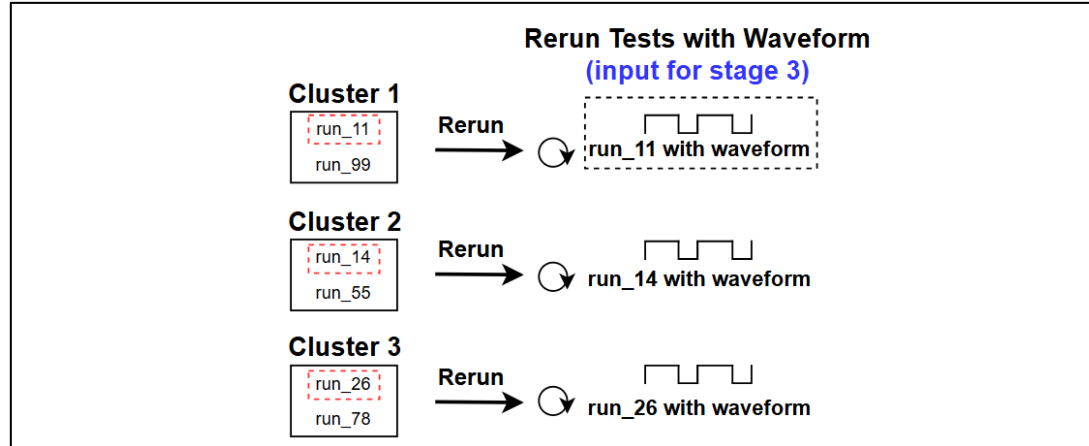 Rerun Tests with Waveform
(input for stage 3)
Cluster 1
run_11
run_99
Rerun
run_11 with waveform
Cluster 2
run_14
run_55
Rerun
run_14 with waveform
Cluster 3
run_26
run_78
Rerun
run_26 with waveform